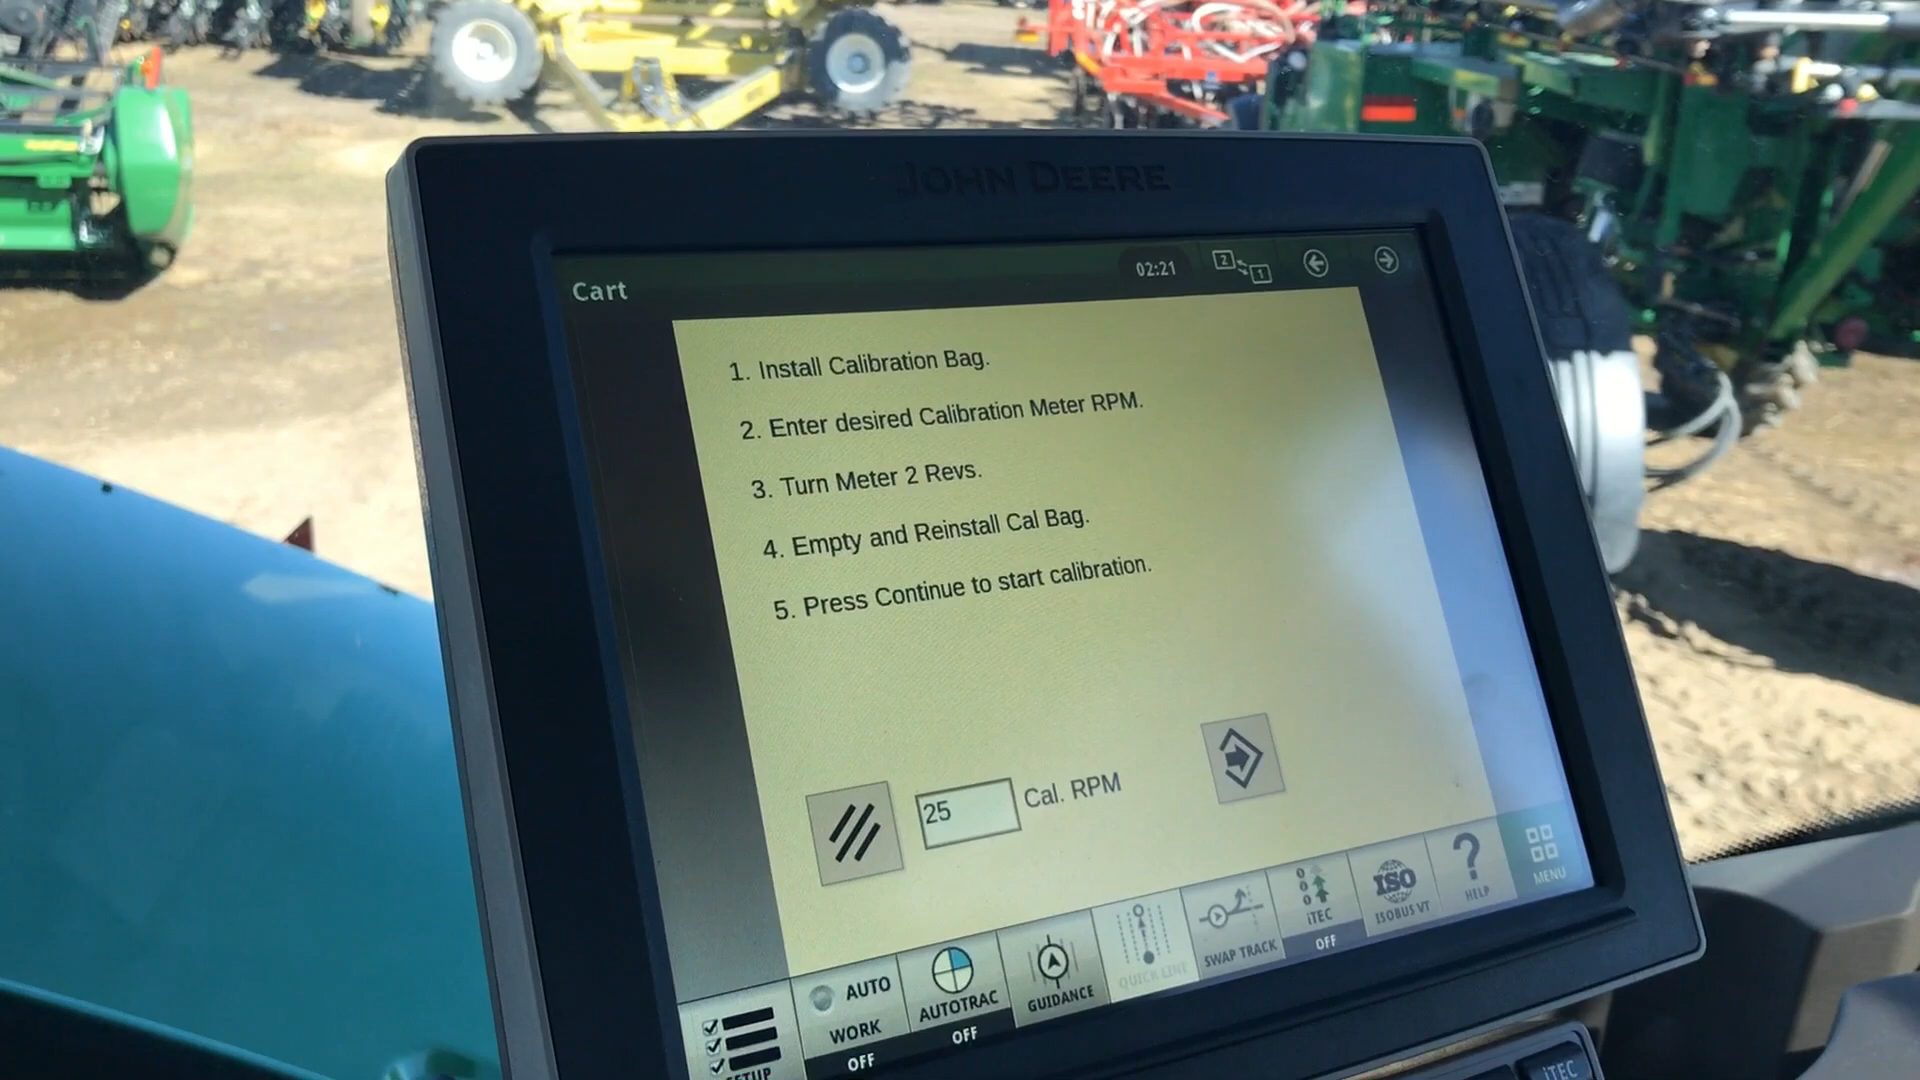 JOHN DEERE
Cart
02:21
2
1
1. Install Calibration Bag.
2. Enter desired Calibration Meter RPM.
3. Turn Meter 2 Revs.
4. Empty and Reinstall Cal Bag.
5. Press Continue to start calibration.
25
Cal. RPM
SETUP
AUTO
WORK
OFF
AUTOTRAC
OFF
GUIDANCE
QUICK LINE
SWAP TRACK
iTEC
OFF
ISO
ISOBUS VT
?
HELP
MENU
iTEC